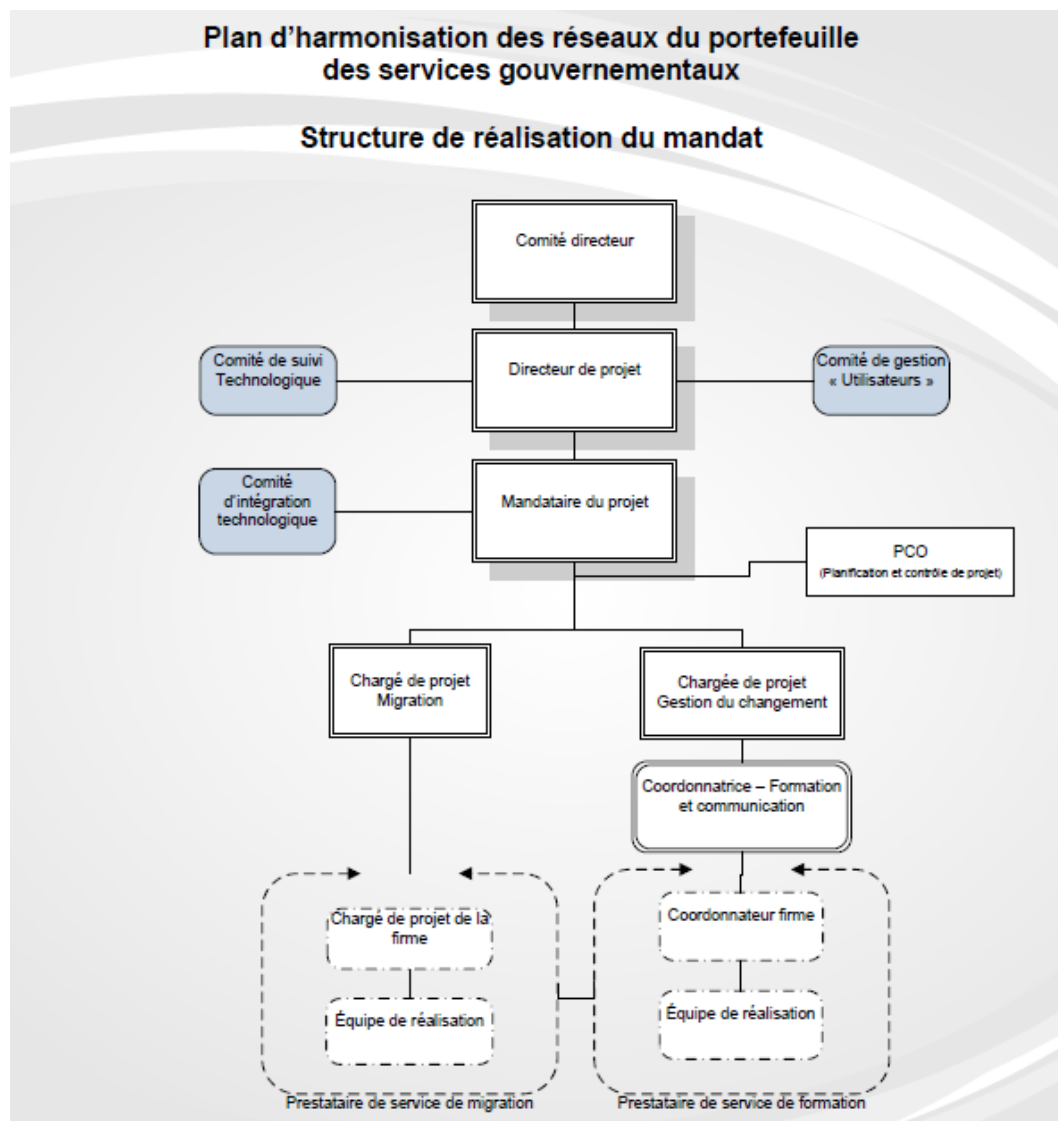 Plan d'harmonisation des réseaux du portefeuille
des services gouvernementaux
Structure de réalisation du mandat
Comité directeur
Comité de suivi
Technologique
Directeur de projet
Comité de gestion
« Utilisateurs »
Comité
d'intégration
technologique
Mandataire du projet
PCO
(Planification et contrôle de projet)
Chargé de projet
Migration
Chargée de projet
Gestion du changement
Coordonnatrice – Formation
et communication
Chargé de projet de la
firme
Coordonnateur firme
Équipe de réalisation
Équipe de réalisation
Prestataire de service de migration
Prestataire de service de formation